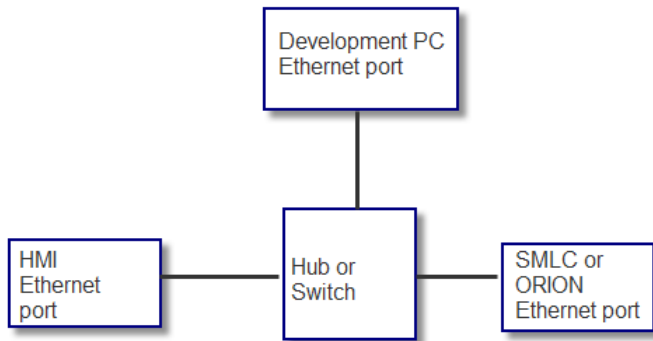 Development PC
Ethernet port
HMI
Ethernet
port
Hub or
Switch
SMLC or
ORION
Ethernet port